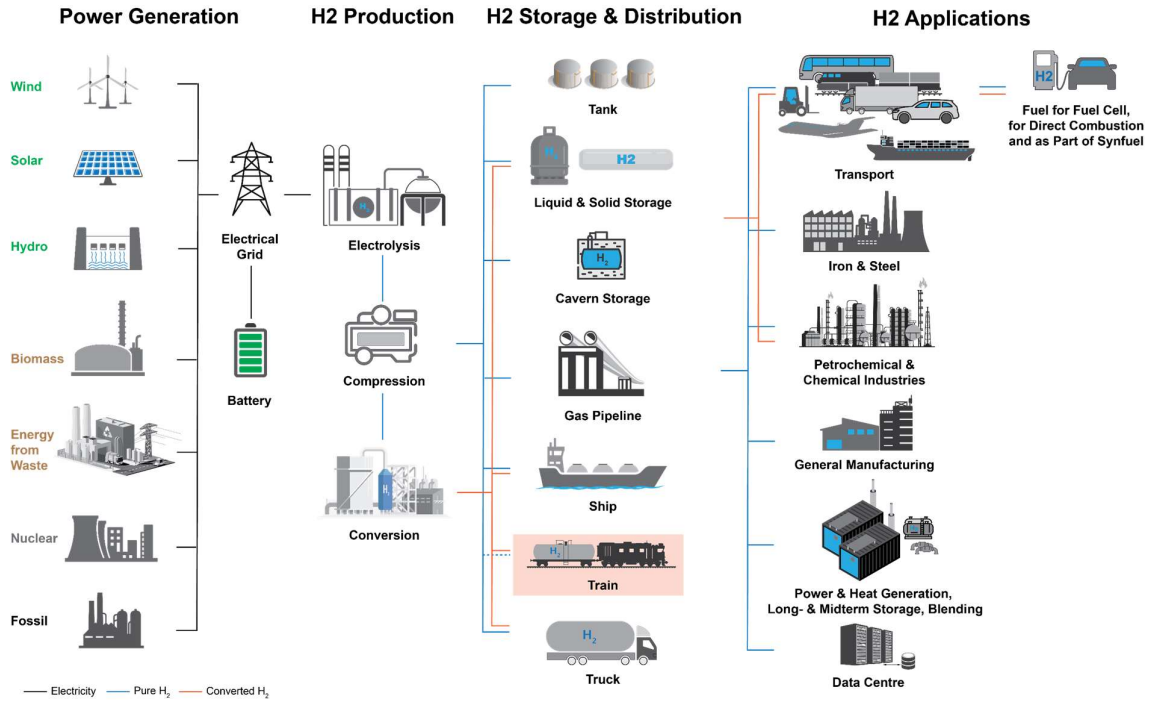 Power Generation
H2 Production
H2 Storage & Distribution
H2 Applications
Wind
Solar
Hydro
Biomass
Energy
from
Waste
Nuclear
Fossil
Electrical
Grid
Battery
H2
Electrolysis
Compression
H2
Conversion
Tank
H2
H2
Liquid & Solid Storage
H2
Cavern Storage
Gas Pipeline
Ship
H2
Train
H2
Truck
Transport
H2
Fuel for Fuel Cell,
for Direct Combustion
and as Part of Synfuel
Iron & Steel
Petrochemical &
Chemical Industries
General Manufacturing
Power & Heat Generation,
Long- & Midterm Storage, Blending
Data Centre
Electricity
Pure H2
Converted H2